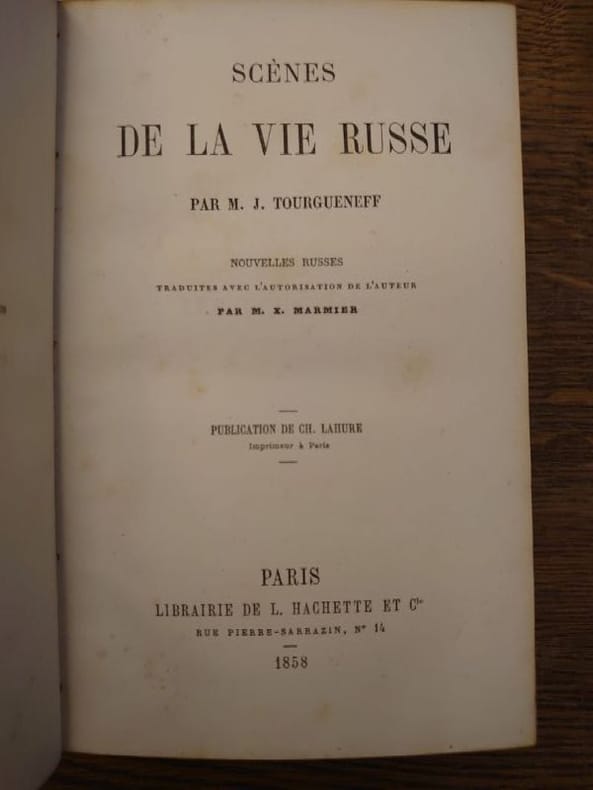 SCÈNES
DE LA VIE RUSSE
PAR M. J. TOURGUENEFF
NOUVELLES RUSSES
TRADUITES AVEC L'AUTORISATION DE L'AUTEUR
PAR M. X. MARMIER
PUBLICATION DE CH. LAHURE
Imprimeur à Paris
PARIS
LIBRAIRIE DE L. HACHETTE ET Cie
RUE PIERRE-SARRAZIN, N° 14
1858